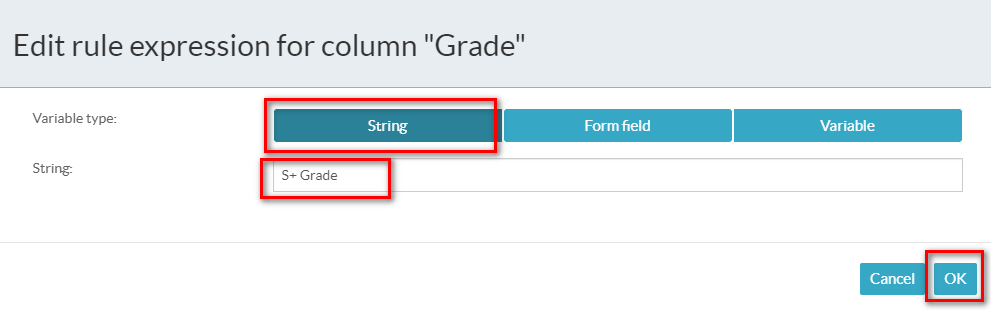 Edit rule expression for column "Grade"
Variable type:
String Form field Variable
String:
S+ Grade
Cancel OK